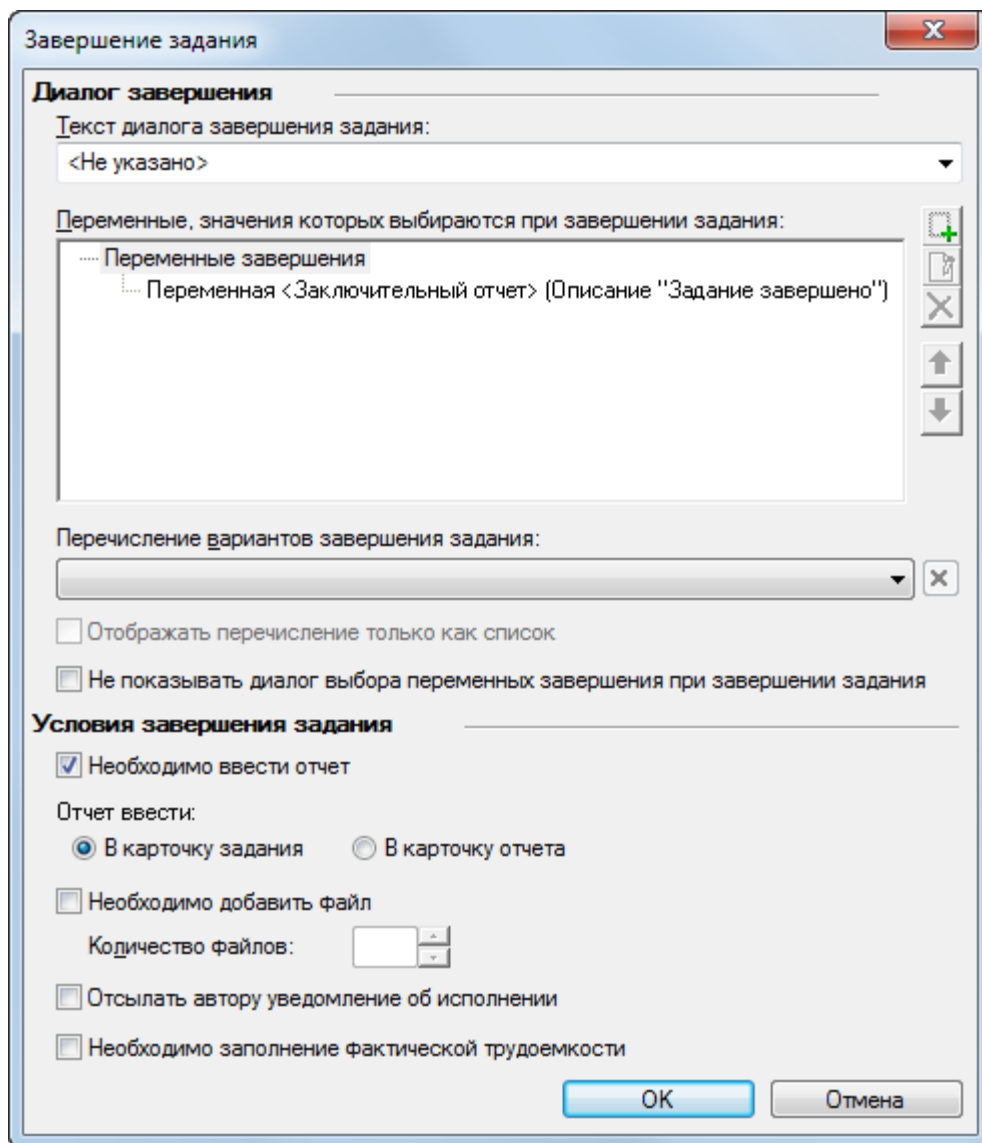 Завершение задания
Диалог завершения
Текст диалога завершения задания:
<Не указано>
Переменные, значения которых выбираются при завершении задания:
Переменные завершения
Переменная <Заключительный отчет> (Описание "Задание завершено")
Перечисление вариантов завершения задания:
Отображать перечисление только как список
Не показывать диалог выбора переменных завершения при завершении задания
Условия завершения задания
Необходимо ввести отчет
Отчет ввести:
В карточку задания В карточку отчета
Необходимо добавить файл
Количество файлов:
Отсылать автору уведомление об исполнении
Необходимо заполнение фактической трудоемкости
OK Отмена